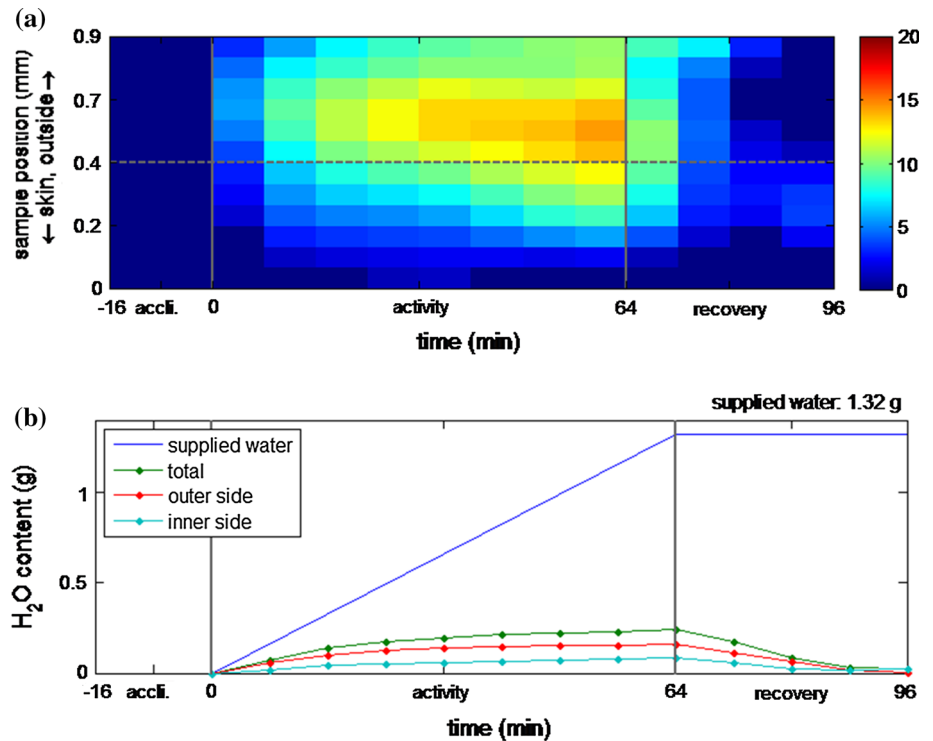 (a)
sample position (mm)
← skin, outside →
0.9
0.7
0.4
0.2
0
-16 accli. 0 activity 64 recovery 96
time (min)
20
15
10
5
0
(b)
supplied water: 1.32 g
H₂O content (g)
1
0.5
0
supplied water
total
outer side
inner side
-16 accli. 0 activity 64 recovery 96
time (min)